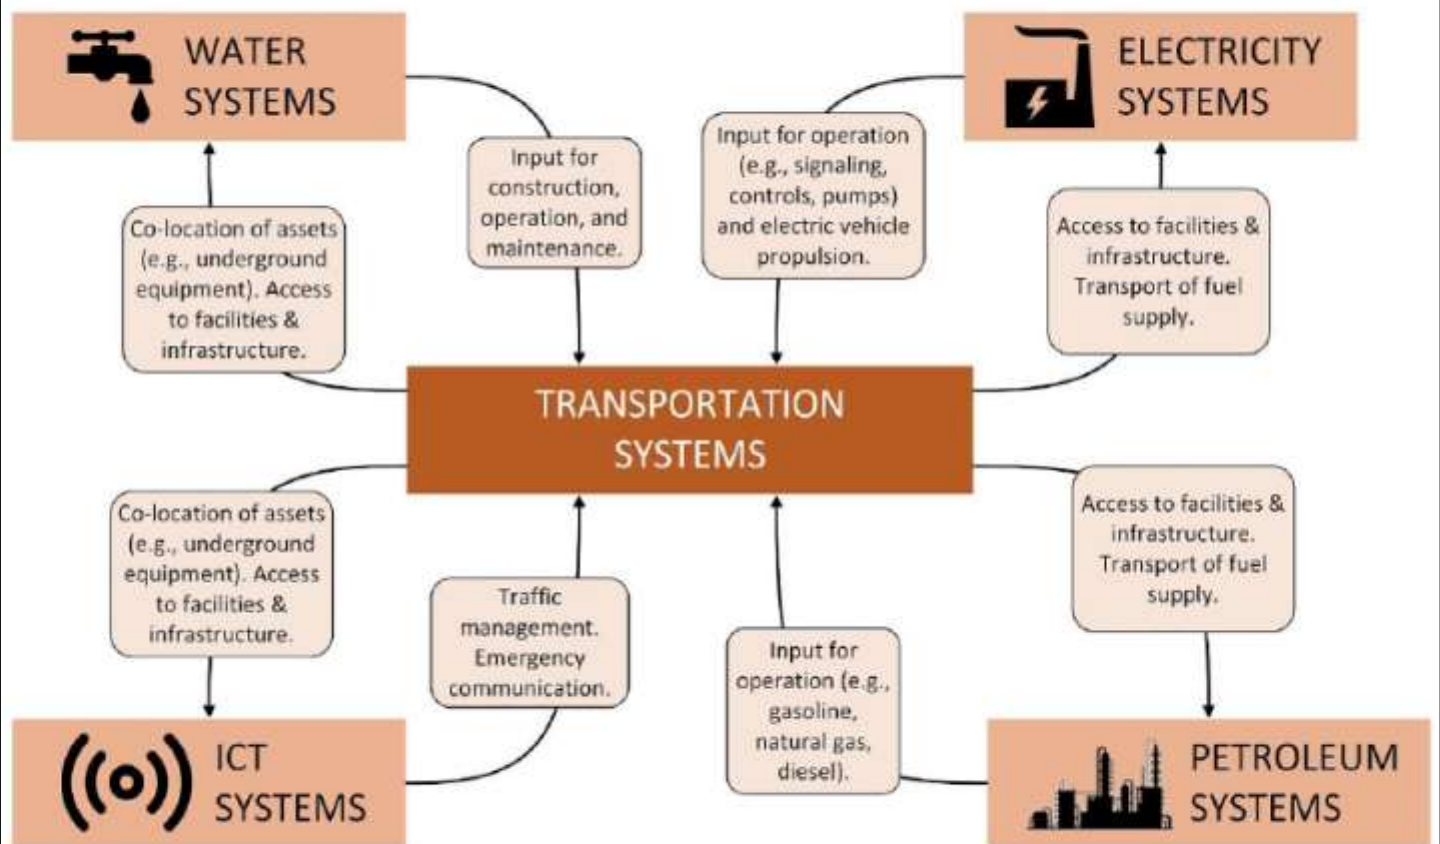 WATER
SYSTEMS
ELECTRICITY
SYSTEMS
Input for
construction,
operation, and
maintenance.
Input for operation
(e.g., signaling,
controls, pumps)
and electric vehicle
propulsion.
Co-location of assets
(e.g., underground
equipment). Access
to facilities &
infrastructure.
Access to facilities &
infrastructure.
Transport of fuel
supply.
TRANSPORTATION
SYSTEMS
Co-location of assets
(e.g., underground
equipment). Access
to facilities &
infrastructure.
Traffic
management.
Emergency
communication.
Input for
operation (e.g.,
gasoline,
natural gas,
diesel).
Access to facilities &
infrastructure.
Transport of fuel
supply.
ICT
SYSTEMS
PETROLEUM
SYSTEMS